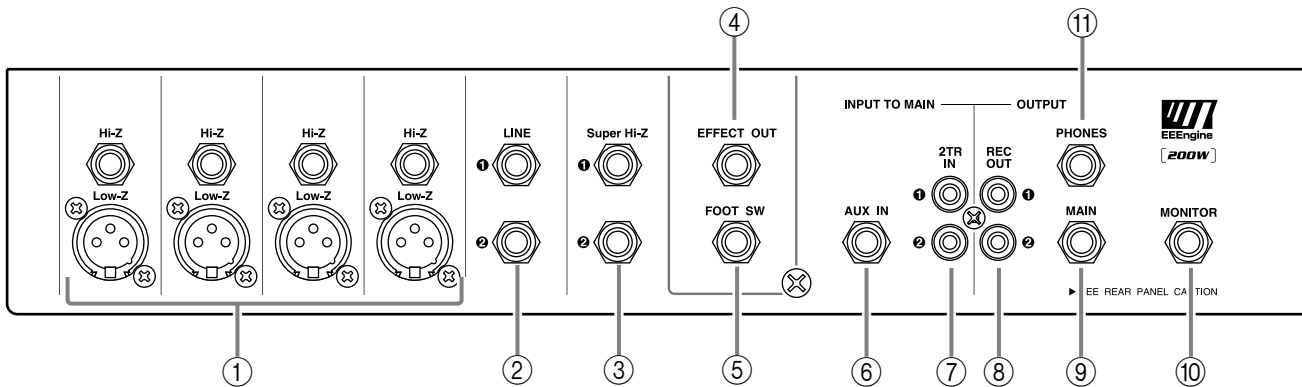 ④ ⑪
INPUT TO MAIN OUTPUT
Hi-Z Hi-Z Hi-Z Hi-Z LINE Super Hi-Z EFFECT OUT PHONES
EEEngine
200W
2TR IN
REC OUT
❶ ❶ ❶ ❶
Low-Z Low-Z Low-Z Low-Z
FOOT SW AUX IN MAIN MONITOR
❷ ❷ ❷ ❷
▶ EE REAR PANEL CA TION
① ② ③ ⑤ ⑥ ⑦ ⑧ ⑨ ⑩